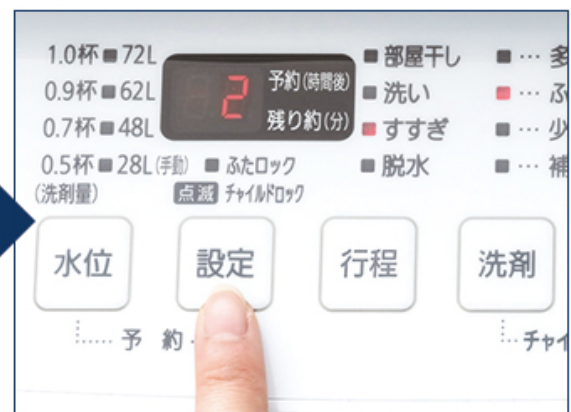 1.0杯 72L
0.9杯 62L
0.7杯 48L
0.5杯 28L(手動)
(洗剤量)
2
予約(時間後)
残り約(分)
ふたロック
点滅 チャイルドロック
部屋干し
洗い
すすぎ
脱水
… 多
… ふ
… 少
… 補
水位
設定
行程
洗剤
予 約
チャイ